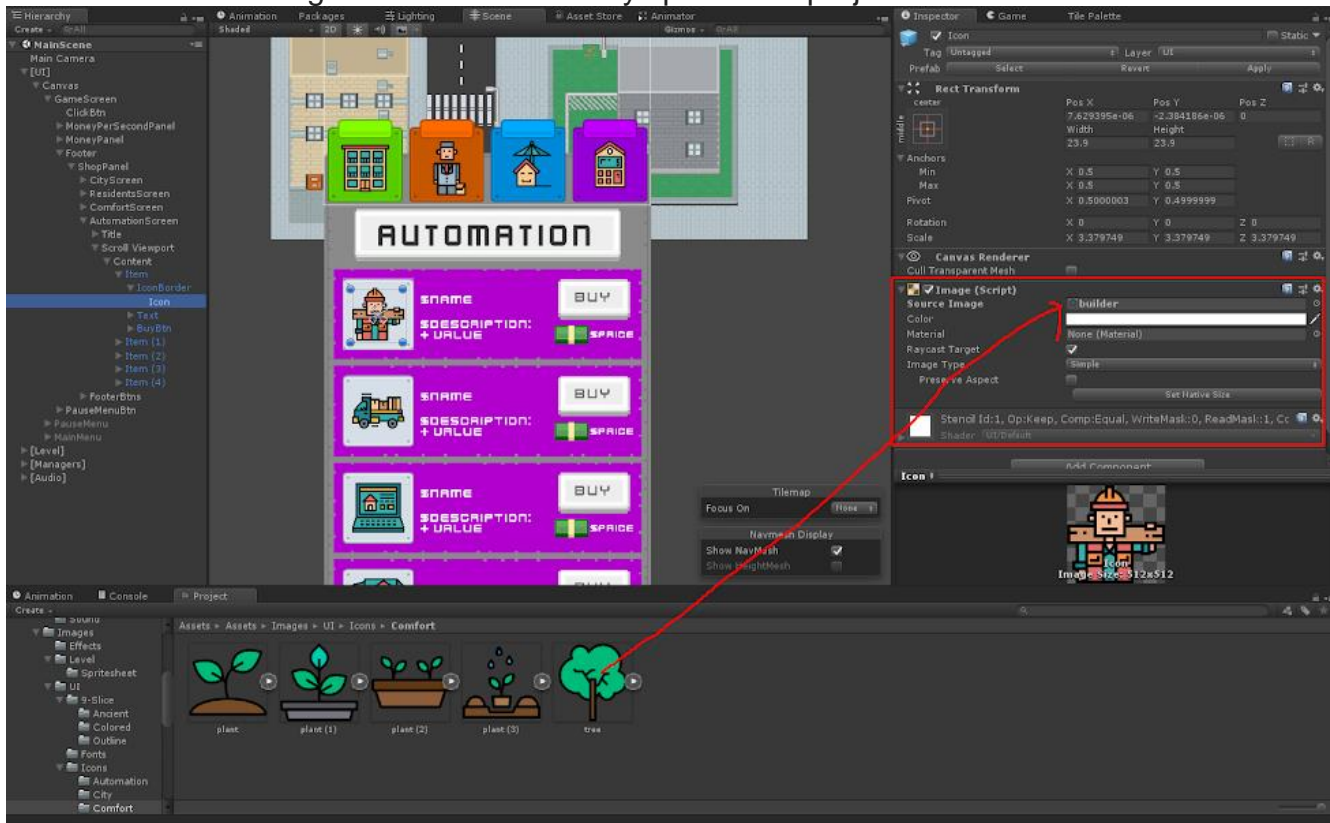 Hierarchy
Create
All
MainScene
Main Camera
[UI]
Canvas
GameScreen
ClickBtn
MoneyPerSecondPanel
MoneyPanel
Footer
ShopPanel
CityScreen
ResidentsScreen
ComfortScreen
AutomationScreen
Title
Scroll Viewport
Content
Item
IconBorder
Icon
Text
BuyBtn
Item (1)
Item (2)
Item (3)
Item (4)
FooterBtns
PauseMenuBtn
PauseMenu
MainMenu
[Level]
[Managers]
[Audio]
Animation Packages Lighting Scene Asset Store Animator
Shaded 2D Gizmos All
AUTOMATION
$NAME BUY
$DESCRIPTION:
+ VALUE $PRICE
$NAME BUY
$DESCRIPTION:
+ VALUE $PRICE
$NAME BUY
$DESCRIPTION:
+ VALUE $PRICE
Tilemap
Focus On None
Navmesh Display
Show NavMesh
Show HeightMesh
Inspector Game Tile Palette
Icon Static
Tag Untagged Layer UI
Prefab Select Revert Apply
Rect Transform
center Pos X Pos Y Pos Z
middle 7.629395e-06 -2.384186e-06 0
Width Height
23.9 23.9 R
Anchors
Min X 0.5 Y 0.5
Max X 0.5 Y 0.5
Pivot X 0.5000003 Y 0.4999999
Rotation X 0 Y 0 Z 0
Scale X 3.379749 Y 3.379749 Z 3.379749
Canvas Renderer
Cull Transparent Mesh
Image (Script)
Source Image builder
Color
Material None (Material)
Raycast Target
Image Type Simple
Preserve Aspect
Set Native Size
Stencil Id:1, Op:Keep, Comp:Equal, WriteMask:0, ReadMask:1, Cc
Shader UI/Default
Add Component
Icon
Icon
Image Size: 512x512
Animation Console Project
Create
Sound
Images
Effects
Level
Spritesheet
UI
9-Slice
Ancient
Colored
Outline
Fonts
Icons
Automation
City
Comfort
Assets Assets Images UI Icons Comfort
plant plant (1) plant (2) plant (3) tree